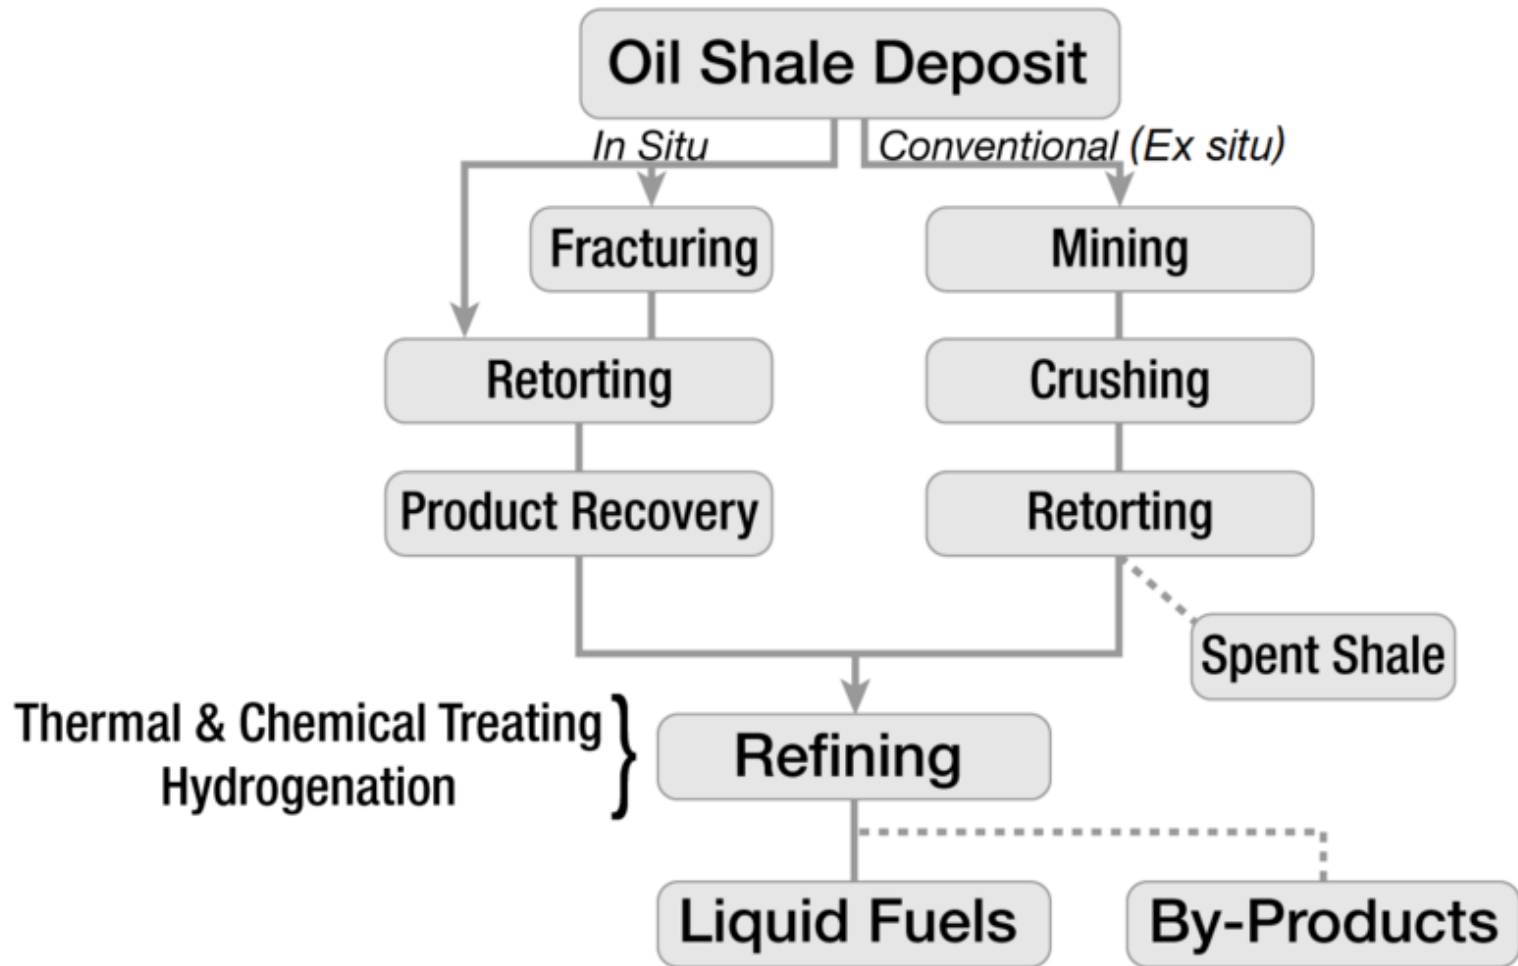 Oil Shale Deposit
In Situ
Conventional (Ex situ)
Fracturing
Mining
Retorting
Crushing
Product Recovery
Retorting
Spent Shale
Thermal & Chemical Treating
Hydrogenation
Refining
Liquid Fuels
By-Products